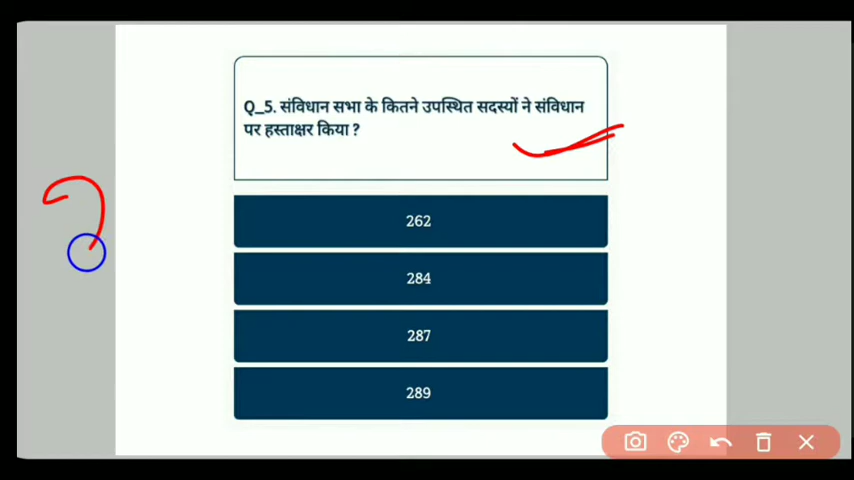 Q_5. संविधान सभा के कितने उपस्थित सदस्यों ने संविधान
पर हस्ताक्षर किया ?
262
284
287
289